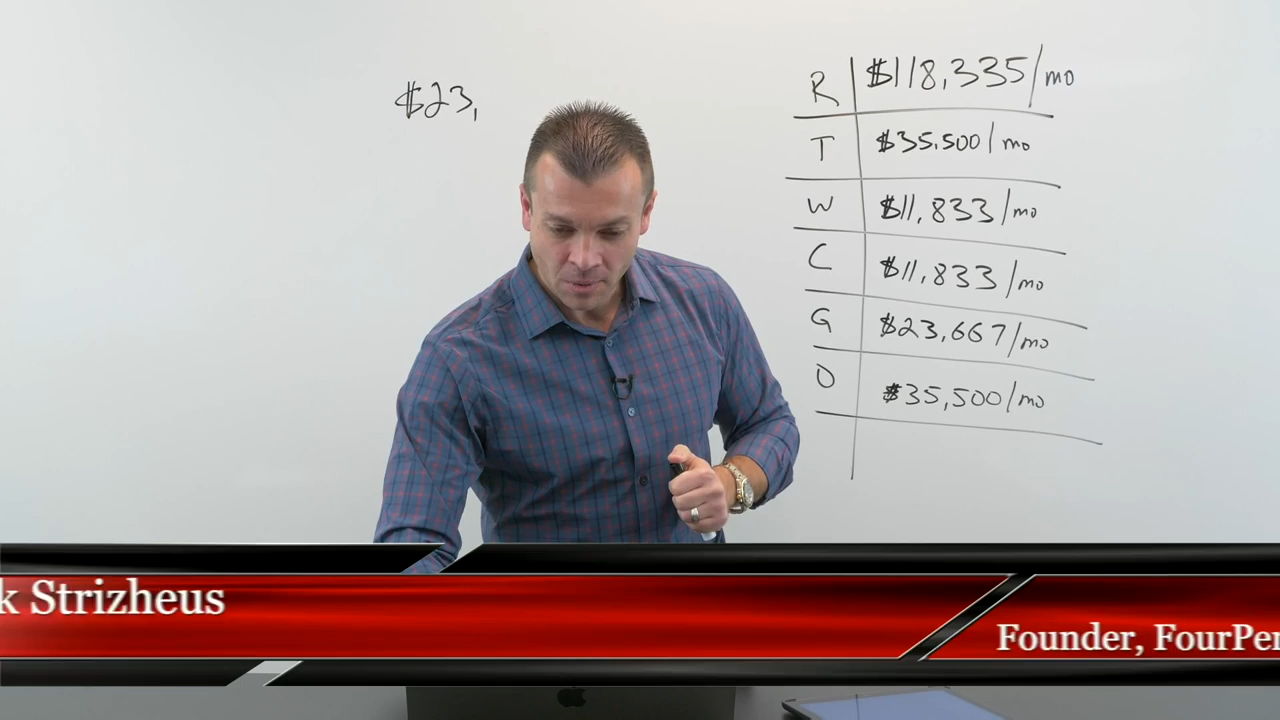 $23,
R $118,335/mo
T $35,500/mo
W $11,833/mo
C $11,833/mo
G $23,667/mo
O $35,500/mo
k Strizheus
Founder, FourPer